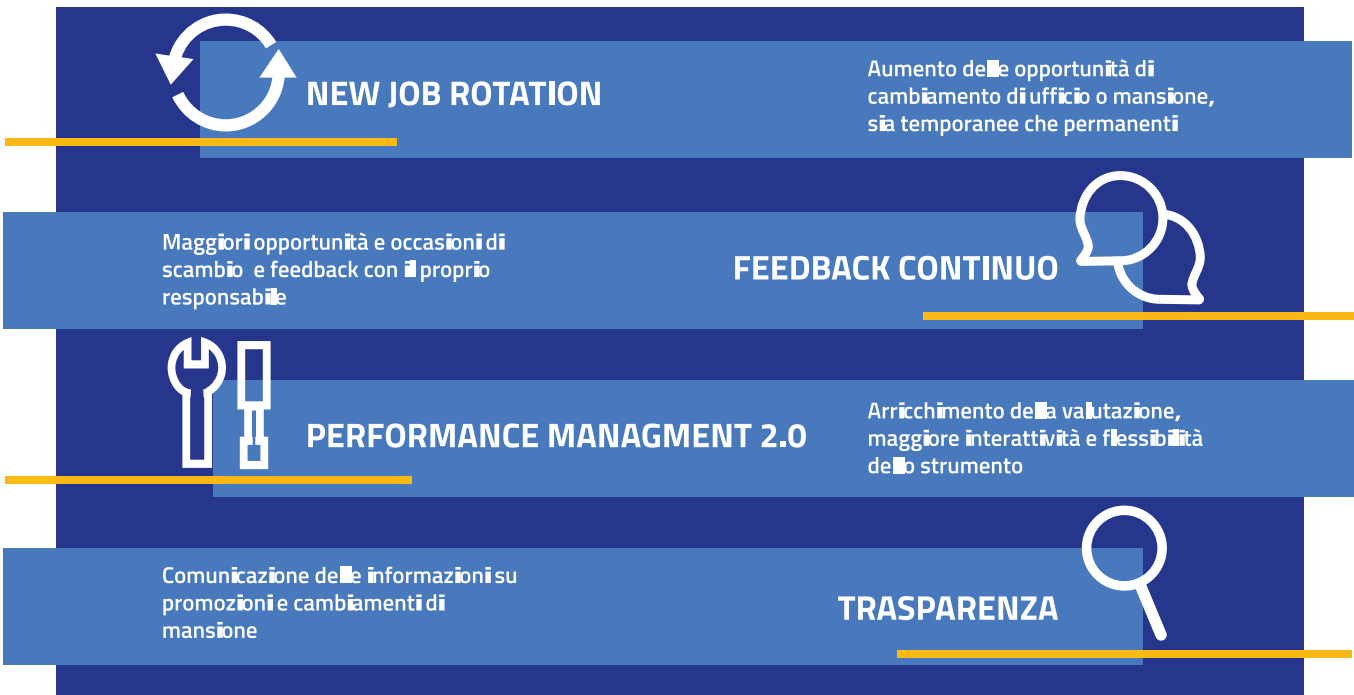 NEW JOB ROTATION
Aumento delle opportunità di
cambiamento di ufficio o mansione,
sia temporanee che permanenti
Maggiori opportunità e occasioni di
scambio e feedback con il proprio
responsabile
FEEDBACK CONTINUO
PERFORMANCE MANAGMENT 2.0
Arricchimento della valutazione,
maggiore interattività e flessibilità
dello strumento
Comunicazione delle informazioni su
promozioni e cambiamenti di
mansione
TRASPARENZA